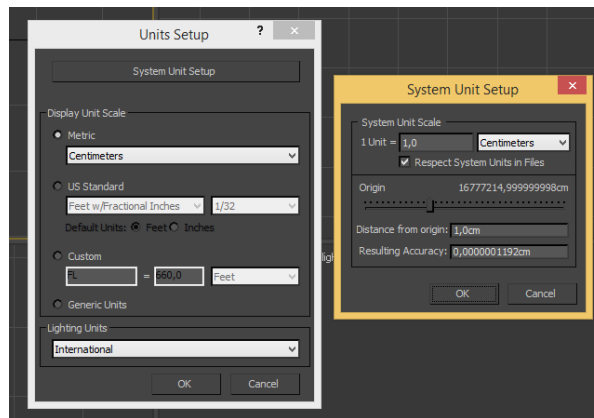 Units Setup
?
System Unit Setup
Display Unit Scale
Metric
Centimeters
US Standard
Feet w/Fractional Inches 1/32
Default Units: Feet Inches
Custom
FL = 660,0 Feet
Generic Units
Lighting Units
International
OK Cancel
System Unit Setup
System Unit Scale
1 Unit = 1,0 Centimeters
Respect System Units in Files
Origin 16777214,999999998cm
Distance from origin: 1,0cm
Resulting Accuracy: 0,0000001192cm
OK Cancel